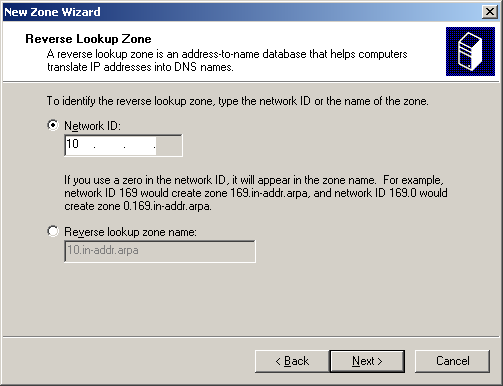 New Zone Wizard
Reverse Lookup Zone
A reverse lookup zone is an address-to-name database that helps computers
translate IP addresses into DNS names.
To identify the reverse lookup zone, type the network ID or the name of the zone.
Network ID:
10 . . .
If you use a zero in the network ID, it will appear in the zone name. For example,
network ID 169 would create zone 169.in-addr.arpa, and network ID 169.0 would
create zone 0.169.in-addr.arpa.
Reverse lookup zone name:
10.in-addr.arpa
< Back Next > Cancel